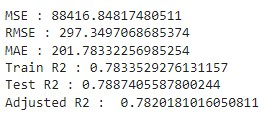 MSE : 88416.84817480511
RMSE : 297.3497068685374
MAE : 201.78332256985254
Train R2 : 0.7833529276131157
Test R2 : 0.7887405587800244
Adjusted R2 :  0.7820181016050811